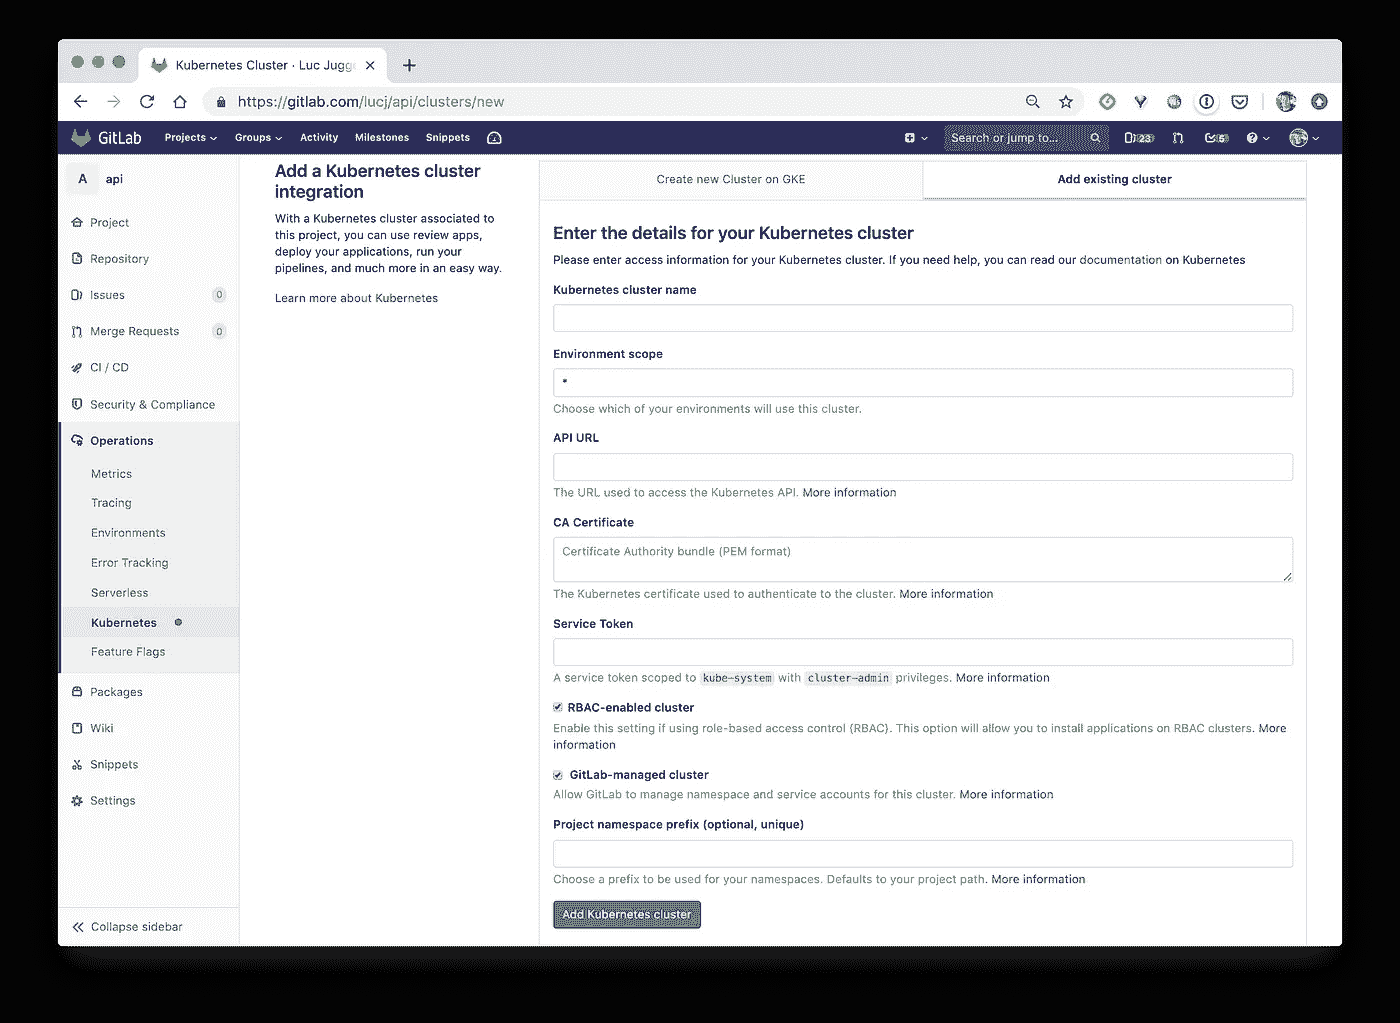 Kubernetes Cluster · Luc Jugg
https://gitlab.com/lucj/api/clusters/new
GitLab
Projects
Groups
Activity
Milestones
Snippets
Search or jump to...
23
5
A
api
Project
Repository
Issues
0
Merge Requests
0
CI / CD
Security & Compliance
Operations
Metrics
Tracing
Environments
Error Tracking
Serverless
Kubernetes
Feature Flags
Packages
Wiki
Snippets
Settings
Collapse sidebar
Add a Kubernetes cluster
integration
With a Kubernetes cluster associated to
this project, you can use review apps,
deploy your applications, run your
pipelines, and much more in an easy way.
Learn more about Kubernetes
Create new Cluster on GKE
Add existing cluster
Enter the details for your Kubernetes cluster
Please enter access information for your Kubernetes cluster. If you need help, you can read our documentation on Kubernetes
Kubernetes cluster name
Environment scope
*
Choose which of your environments will use this cluster.
API URL
The URL used to access the Kubernetes API. More information
CA Certificate
Certificate Authority bundle (PEM format)
The Kubernetes certificate used to authenticate to the cluster. More information
Service Token
A service token scoped to kube-system with cluster-admin privileges. More information
RBAC-enabled cluster
Enable this setting if using role-based access control (RBAC). This option will allow you to install applications on RBAC clusters. More
information
GitLab-managed cluster
Allow GitLab to manage namespace and service accounts for this cluster. More information
Project namespace prefix (optional, unique)
Choose a prefix to be used for your namespaces. Defaults to your project path. More information
Add Kubernetes cluster